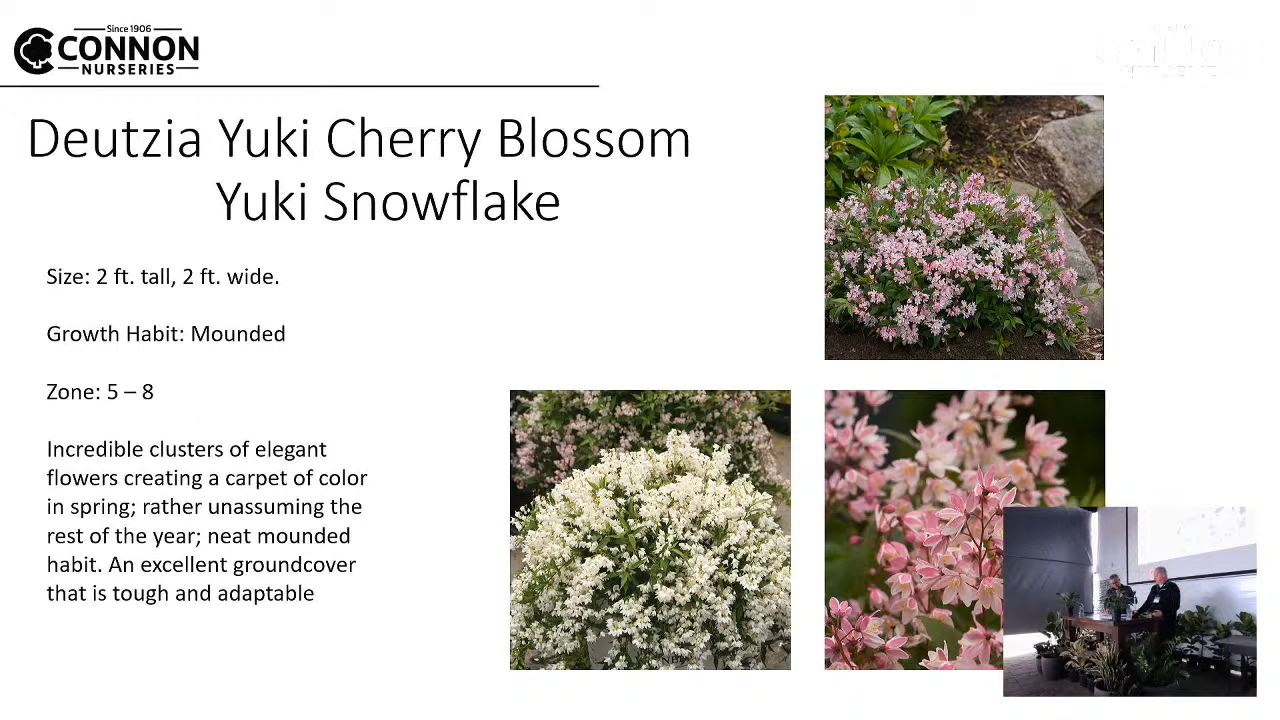 Since 1906
CONNON
NURSERIES
Deutzia Yuki Cherry Blossom
Yuki Snowflake
Size: 2 ft. tall, 2 ft. wide.
Growth Habit: Mounded
Zone: 5 – 8
Incredible clusters of elegant
flowers creating a carpet of color
in spring; rather unassuming the
rest of the year; neat mounded
habit. An excellent groundcover
that is tough and adaptable